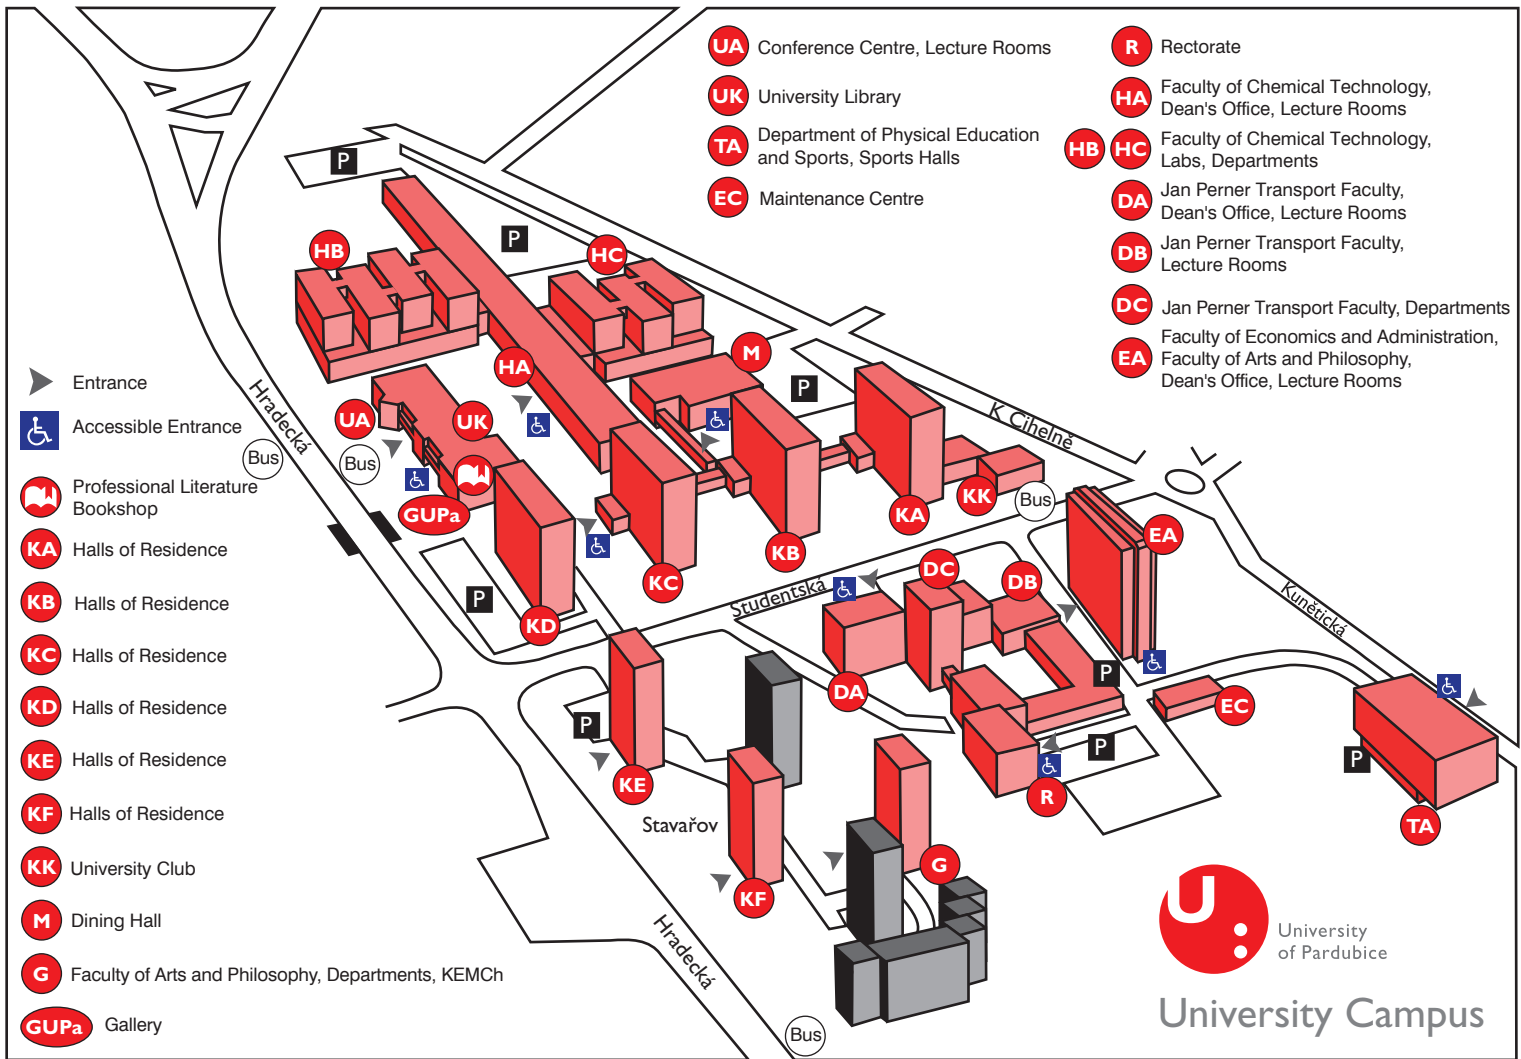 UA Conference Centre, Lecture Rooms
UK University Library
TA Department of Physical Education
and Sports, Sports Halls
EC Maintenance Centre
R Rectorate
HA Faculty of Chemical Technology,
Dean's Office, Lecture Rooms
HB HC Faculty of Chemical Technology,
Labs, Departments
DA Jan Perner Transport Faculty,
Dean's Office, Lecture Rooms
DB Jan Perner Transport Faculty,
Lecture Rooms
DC Jan Perner Transport Faculty, Departments
EA Faculty of Economics and Administration,
Faculty of Arts and Philosophy,
Dean's Office, Lecture Rooms
Entrance
Accessible Entrance
Professional Literature
Bookshop
KA Halls of Residence
KB Halls of Residence
KC Halls of Residence
KD Halls of Residence
KE Halls of Residence
KF Halls of Residence
KK University Club
M Dining Hall
G Faculty of Arts and Philosophy, Departments, KEMCh
GUPa Gallery
P
P
HB
HC
HA
M
P
UA
UK
Hradecká
Bus
Bus
GUPa
K Cihelně
KA
KK
Bus
KB
KC
KD
P
EA
DC
DB
Studentská
Kunětická
DA
P
EC
P
P
KE
R
P
TA
Stavařov
G
KF
Hradecká
Bus
U:
University
of Pardubice
University Campus